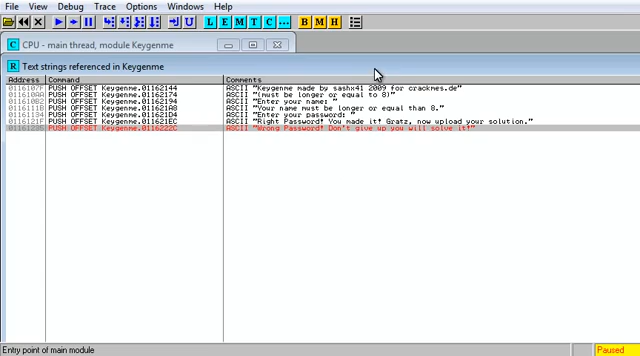 File View Debug Trace Options Windows Help
L E M T C ... B M H
C CPU - main thread, module Keygenme
R Text strings referenced in Keygenme
Address Command Comments
0116107F PUSH OFFSET Keygenme.01162144 ASCII "Keygenme made by sashx41 2009 for crackmes.de"
011610AA PUSH OFFSET Keygenme.01162174 ASCII "(must be longer or equal to 8)"
011610B2 PUSH OFFSET Keygenme.01162194 ASCII "Enter your name: "
0116111B PUSH OFFSET Keygenme.011621A8 ASCII "Your name must be longer or equal than 8."
01161134 PUSH OFFSET Keygenme.011621D4 ASCII "Enter your password: "
0116121F PUSH OFFSET Keygenme.011621EC ASCII "Right Password! You made it! Gratz, now upload your solution."
PUSH OFFSET Keygenme.0116222C ASCII "Wrong Password! Don't give up you will solve it!"
Entry point of main module Paused